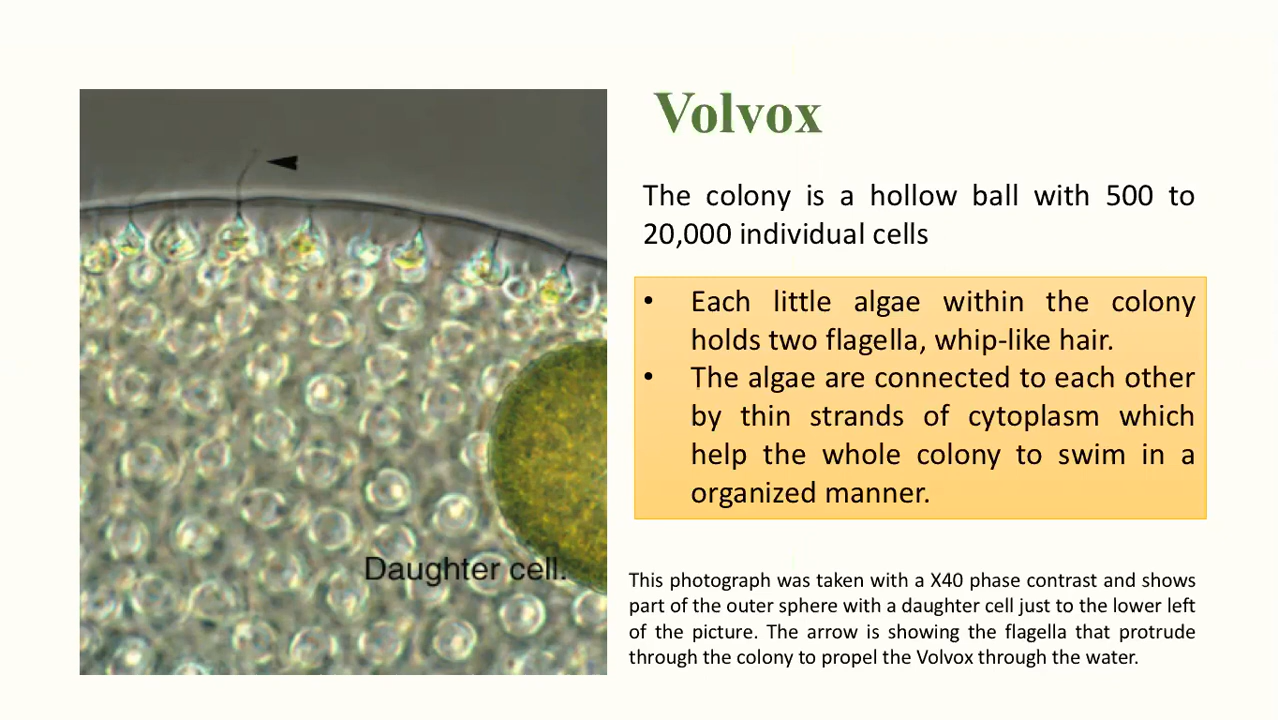 Volvox
The colony is a hollow ball with 500 to
20,000 individual cells
• Each little algae within the colony
holds two flagella, whip-like hair.
• The algae are connected to each other
by thin strands of cytoplasm which
help the whole colony to swim in a
organized manner.
Daughter cell.
This photograph was taken with a X40 phase contrast and shows
part of the outer sphere with a daughter cell just to the lower left
of the picture. The arrow is showing the flagella that protrude
through the colony to propel the Volvox through the water.